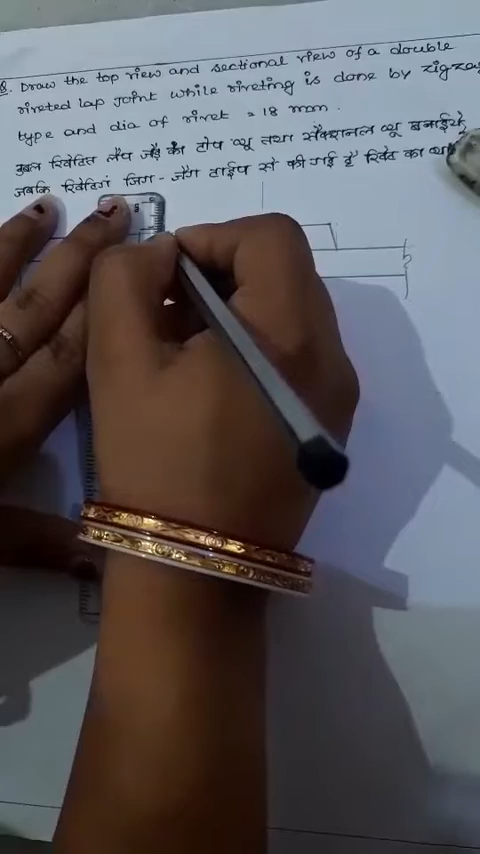 Q. Draw the top view and sectional view of a double
riveted lap joint while riveting is done by zigzag
type and dia of rivet = 18 mm.
डबल रिवेटित लैप जोइंट का टोप व्यू तथा सैक्शनल व्यू बनाईये
जबकि रिवेटिंग जिग-जैग टाईप से की गई है रिवेट का